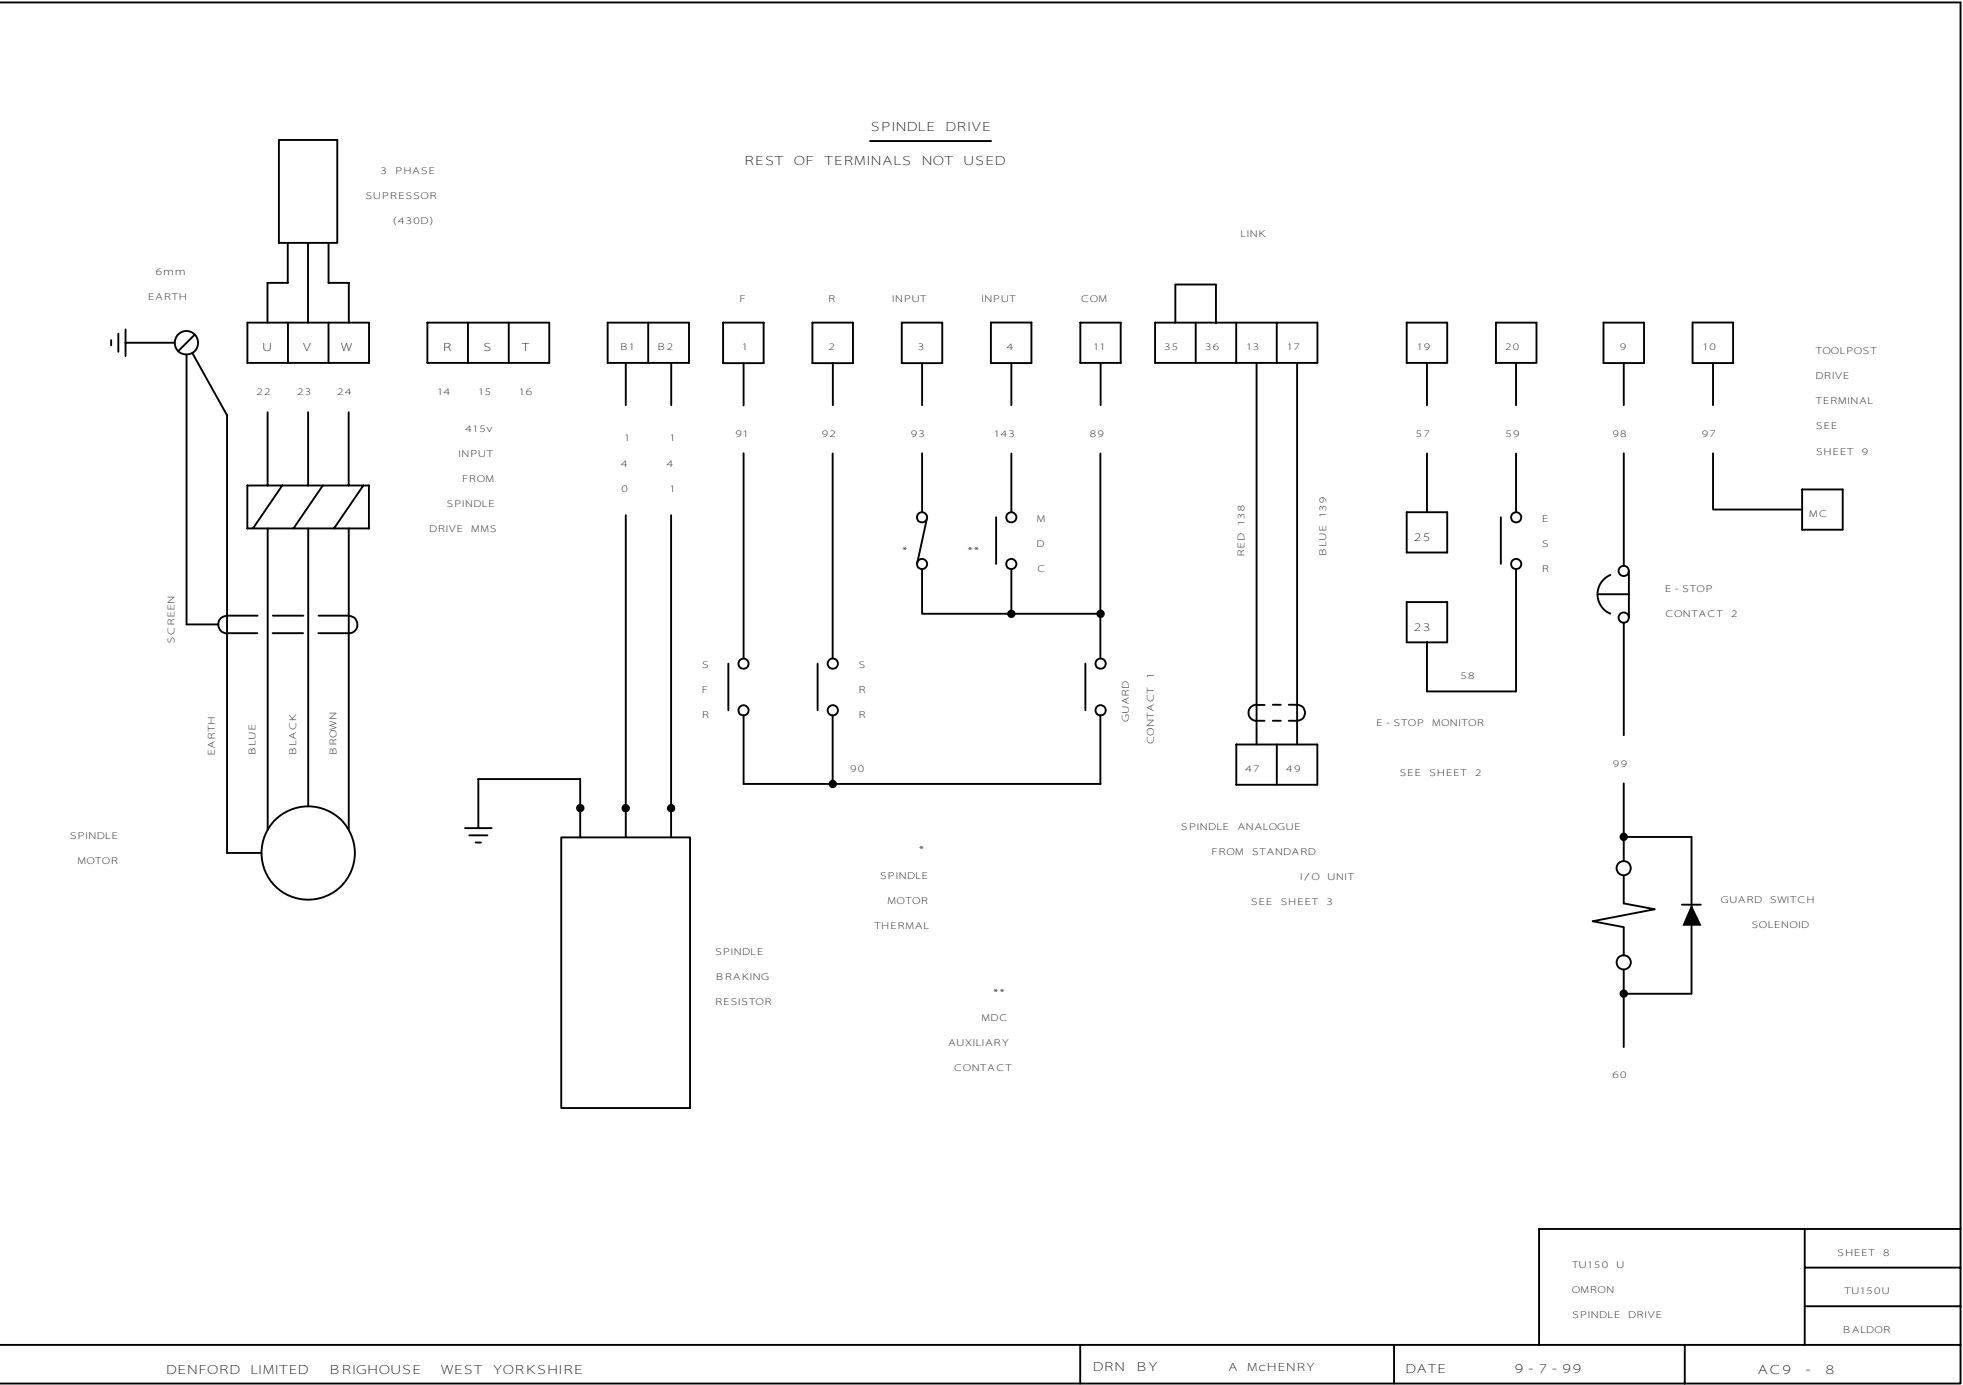 SPINDLE DRIVE
REST OF TERMINALS NOT USED
3 PHASE
SUPRESSOR
(430D)
6mm
EARTH
LINK
F
R
INPUT
INPUT
COM
U V W
R S T
B1 B2
1
2
3
4
11
35 36 13 17
19
20
9
10
22 23 24
14 15 16
415v
INPUT
FROM
SPINDLE
DRIVE MMS
1
4
0
1
4
1
91
92
93
143
89
57
59
98
97
TOOLPOST
DRIVE
TERMINAL
SEE
SHEET 9
MC
RED 138
BLUE 139
*
**
M
D
C
25
23
E
S
R
58
E-STOP
CONTACT 2
E-STOP MONITOR
SEE SHEET 2
SCREEN
EARTH
BLUE
BLACK
BROWN
S
F
R
S
R
R
GUARD
CONTACT 1
90
47 49
99
SPINDLE
MOTOR
SPINDLE ANALOGUE
FROM STANDARD
I/O UNIT
SEE SHEET 3
*
SPINDLE
MOTOR
THERMAL
SPINDLE
BRAKING
RESISTOR
**
MDC
AUXILIARY
CONTACT
GUARD SWITCH
SOLENOID
60
TU150 U
OMRON
SPINDLE DRIVE
SHEET 8
TU150U
BALDOR
DENFORD LIMITED BRIGHOUSE WEST YORKSHIRE
DRN BY A McHENRY
DATE 9-7-99
AC9 - 8